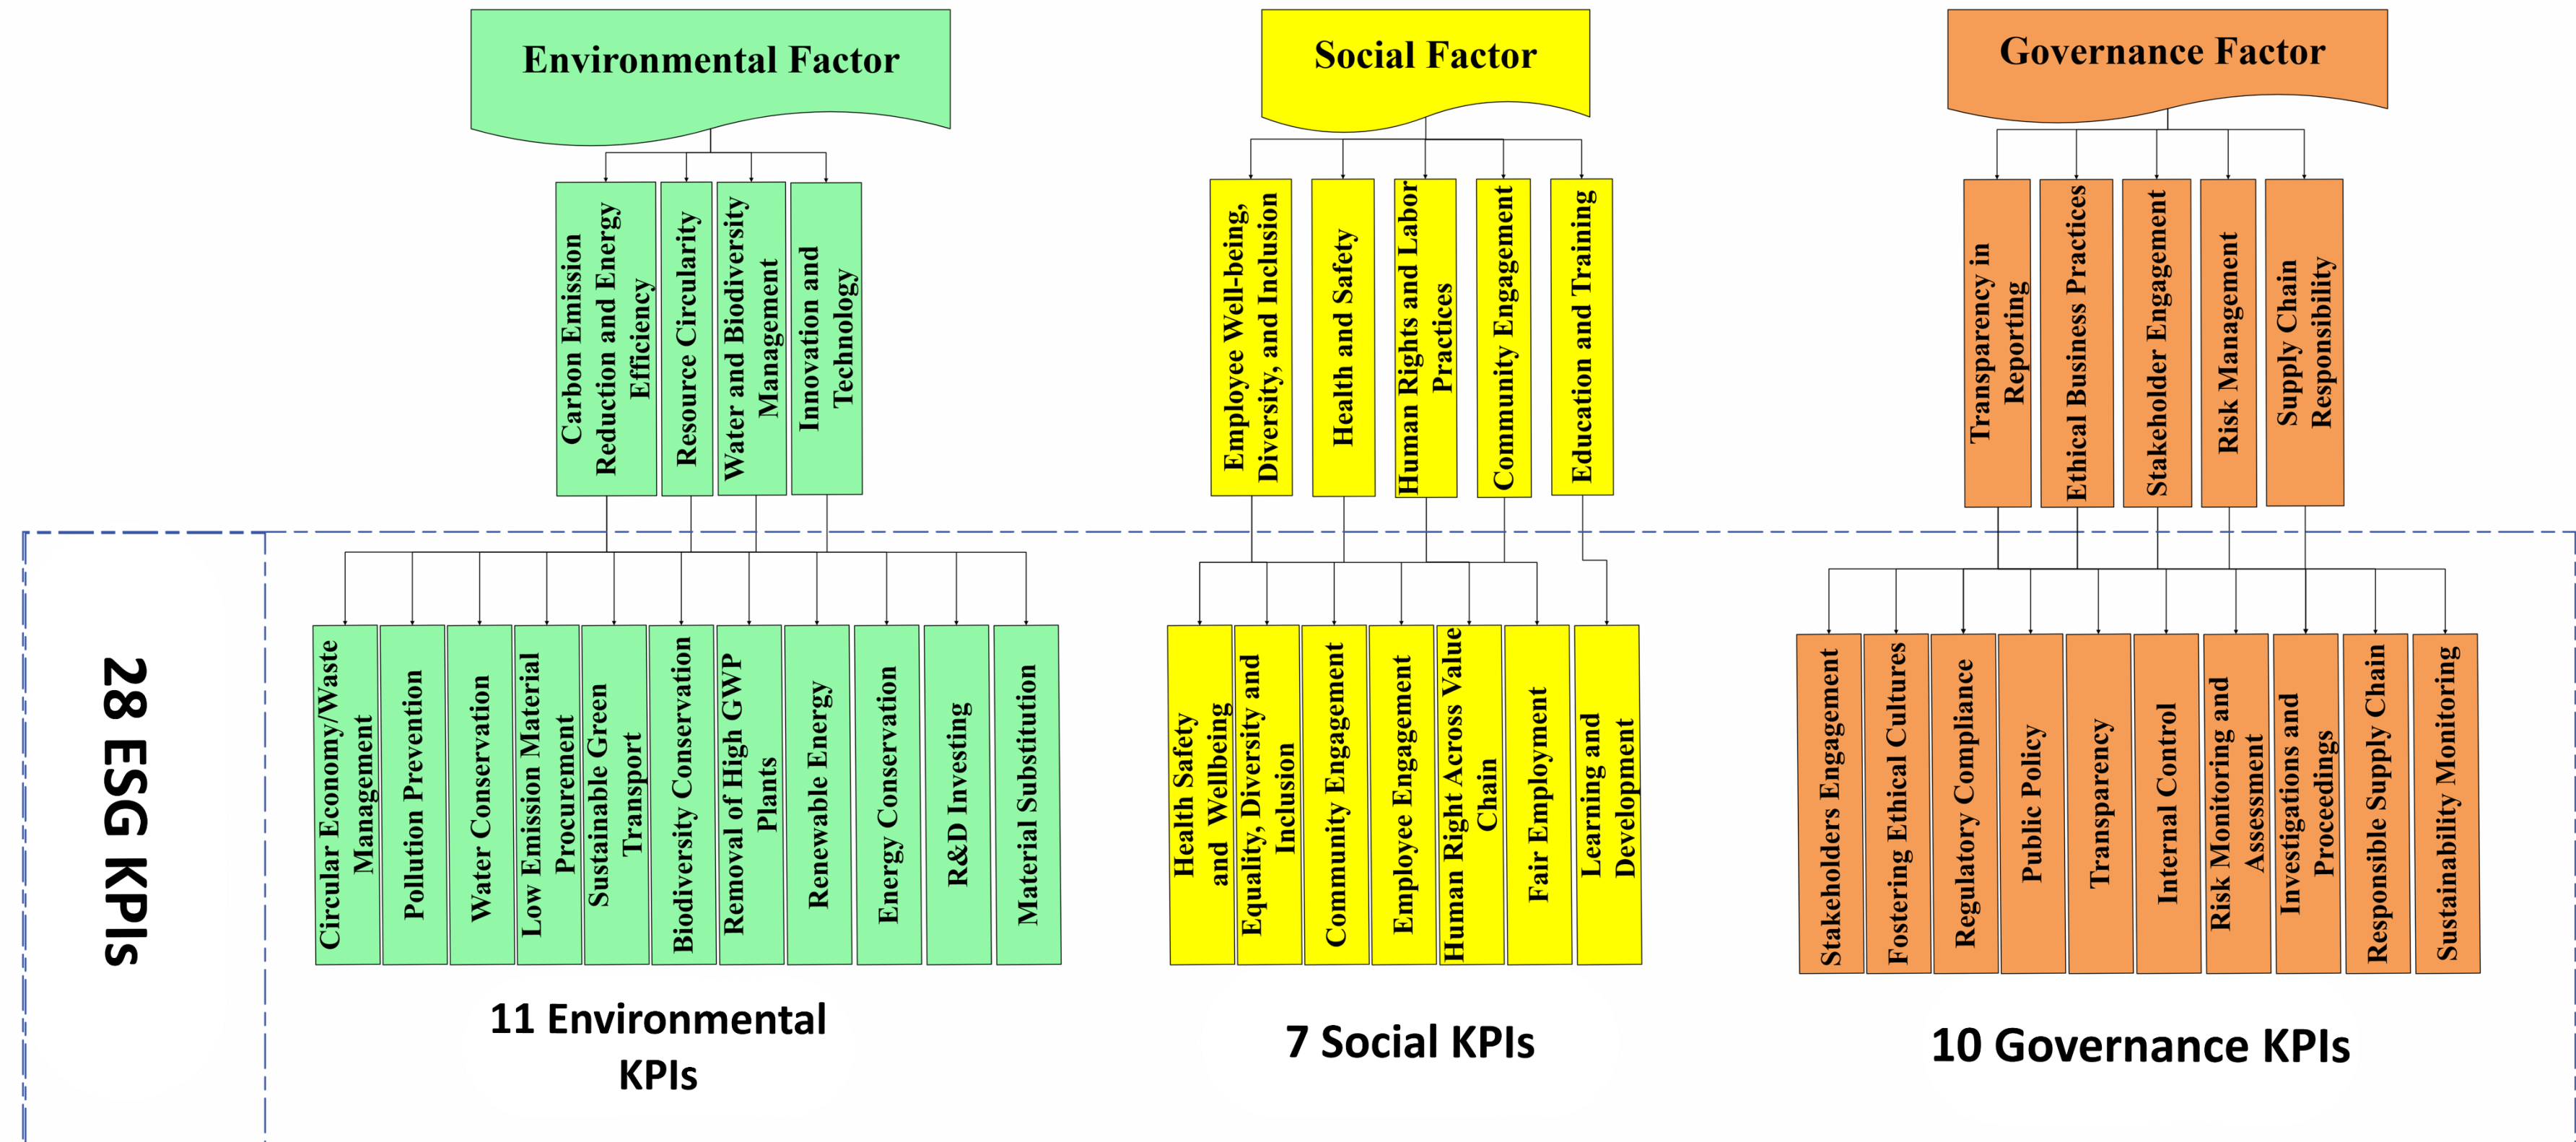 Environmental Factor
Social Factor
Governance Factor
Carbon Emission
Reduction and Energy
Efficiency
Resource Circularity
Water and Biodiversity
Management
Innovation and
Technology
Employee Well-being,
Diversity, and Inclusion
Health and Safety
Human Rights and Labor
Practices
Community Engagement
Education and Training
Transparency in
Reporting
Ethical Business Practices
Stakeholder Engagement
Risk Management
Supply Chain
Responsibility
28 ESG KPIs
Circular Economy/Waste
Management
Pollution Prevention
Water Conservation
Low Emission Material
Procurement
Sustainable Green
Transport
Biodiversity Conservation
Removal of High GWP
Plants
Renewable Energy
Energy Conservation
R&D Investing
Material Substitution
Health Safety
and Wellbeing
Equality, Diversity and
Inclusion
Community Engagement
Employee Engagement
Human Right Across Value
Chain
Fair Employment
Learning and
Development
Stakeholders Engagement
Fostering Ethical Cultures
Regulatory Compliance
Public Policy
Transparency
Internal Control
Risk Monitoring and
Assessment
Investigations and
Proceedings
Responsible Supply Chain
Sustainability Monitoring
11 Environmental
KPIs
7 Social KPIs
10 Governance KPIs